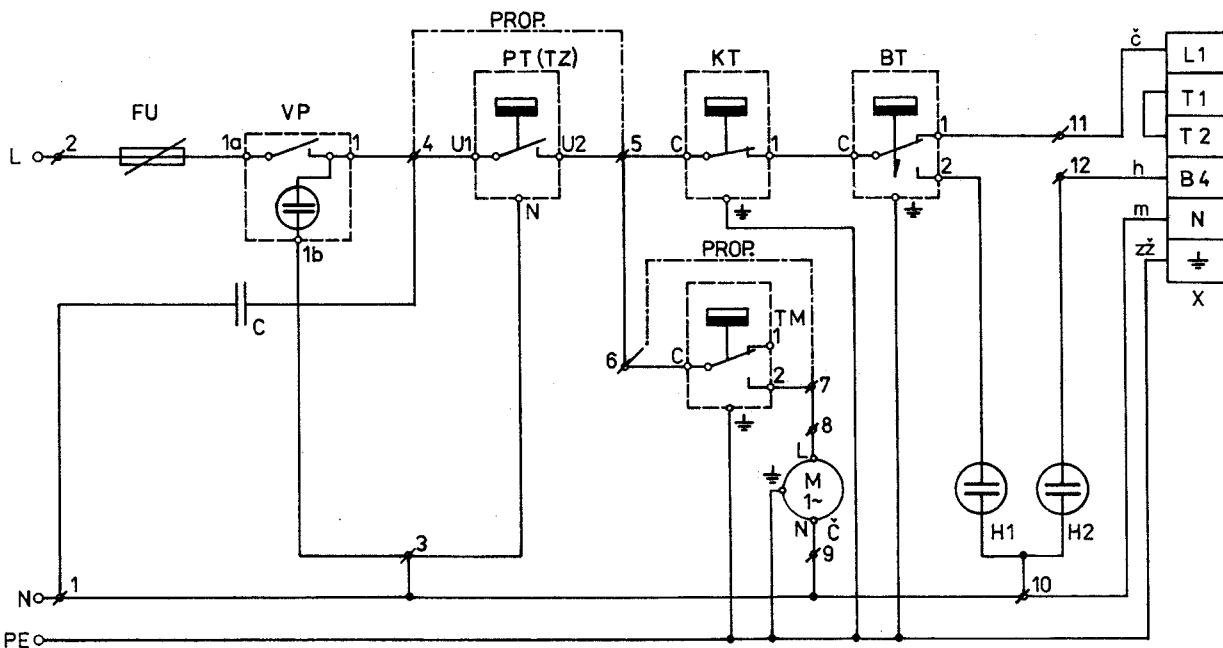 PROP.
PT (TZ)
KT
BT
FU
VP
č
L1
T1
T2
L
2
1a
1
4
U1
U2
5
C
1
C
1
2
11
12
h
B4
N
m
N
1b
zž
X
PROP.
C
TM
1
6
C
2
7
8
L
M
1~
N
Č
H1
H2
3
9
N
1
10
PE